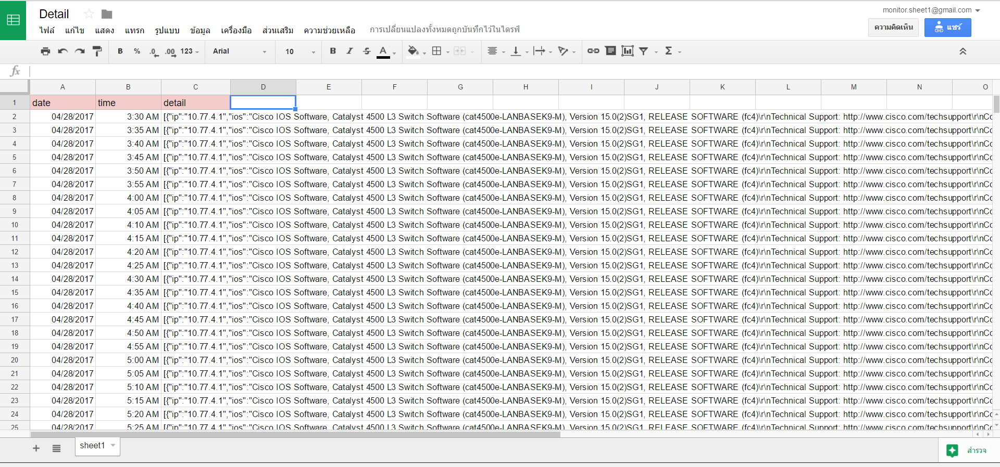 Detail
monitor.sheet1@gmail.com
ไฟล์ แก้ไข แสดง แทรก รูปแบบ ข้อมูล เครื่องมือ ส่วนเสริม ความช่วยเหลือ การเปลี่ยนแปลงทั้งหมดถูกบันทึกไว้ในไดรฟ์
ความคิดเห็น แชร์
B % .0 .00 123 Arial 10 B I S A Σ
fx
A B C D E F G H I J K L M N O
1 date time detail
2 04/28/2017 3:30 AM [{"ip":"10.77.4.1","ios":"Cisco IOS Software, Catalyst 4500 L3 Switch Software (cat4500e-LANBASEK9-M), Version 15.0(2)SG1, RELEASE SOFTWARE (fc4)\r\nTechnical Support: http://www.cisco.com/techsupport\r\nCo
3 04/28/2017 3:35 AM [{"ip":"10.77.4.1","ios":"Cisco IOS Software, Catalyst 4500 L3 Switch Software (cat4500e-LANBASEK9-M), Version 15.0(2)SG1, RELEASE SOFTWARE (fc4)\r\nTechnical Support: http://www.cisco.com/techsupport\r\nCo
4 04/28/2017 3:40 AM [{"ip":"10.77.4.1","ios":"Cisco IOS Software, Catalyst 4500 L3 Switch Software (cat4500e-LANBASEK9-M), Version 15.0(2)SG1, RELEASE SOFTWARE (fc4)\r\nTechnical Support: http://www.cisco.com/techsupport\r\nCo
5 04/28/2017 3:45 AM [{"ip":"10.77.4.1","ios":"Cisco IOS Software, Catalyst 4500 L3 Switch Software (cat4500e-LANBASEK9-M), Version 15.0(2)SG1, RELEASE SOFTWARE (fc4)\r\nTechnical Support: http://www.cisco.com/techsupport\r\nCo
6 04/28/2017 3:50 AM [{"ip":"10.77.4.1","ios":"Cisco IOS Software, Catalyst 4500 L3 Switch Software (cat4500e-LANBASEK9-M), Version 15.0(2)SG1, RELEASE SOFTWARE (fc4)\r\nTechnical Support: http://www.cisco.com/techsupport\r\nCo
7 04/28/2017 3:55 AM [{"ip":"10.77.4.1","ios":"Cisco IOS Software, Catalyst 4500 L3 Switch Software (cat4500e-LANBASEK9-M), Version 15.0(2)SG1, RELEASE SOFTWARE (fc4)\r\nTechnical Support: http://www.cisco.com/techsupport\r\nCo
8 04/28/2017 4:00 AM [{"ip":"10.77.4.1","ios":"Cisco IOS Software, Catalyst 4500 L3 Switch Software (cat4500e-LANBASEK9-M), Version 15.0(2)SG1, RELEASE SOFTWARE (fc4)\r\nTechnical Support: http://www.cisco.com/techsupport\r\nCo
9 04/28/2017 4:05 AM [{"ip":"10.77.4.1","ios":"Cisco IOS Software, Catalyst 4500 L3 Switch Software (cat4500e-LANBASEK9-M), Version 15.0(2)SG1, RELEASE SOFTWARE (fc4)\r\nTechnical Support: http://www.cisco.com/techsupport\r\nCo
10 04/28/2017 4:10 AM [{"ip":"10.77.4.1","ios":"Cisco IOS Software, Catalyst 4500 L3 Switch Software (cat4500e-LANBASEK9-M), Version 15.0(2)SG1, RELEASE SOFTWARE (fc4)\r\nTechnical Support: http://www.cisco.com/techsupport\r\nCo
11 04/28/2017 4:15 AM [{"ip":"10.77.4.1","ios":"Cisco IOS Software, Catalyst 4500 L3 Switch Software (cat4500e-LANBASEK9-M), Version 15.0(2)SG1, RELEASE SOFTWARE (fc4)\r\nTechnical Support: http://www.cisco.com/techsupport\r\nCo
12 04/28/2017 4:20 AM [{"ip":"10.77.4.1","ios":"Cisco IOS Software, Catalyst 4500 L3 Switch Software (cat4500e-LANBASEK9-M), Version 15.0(2)SG1, RELEASE SOFTWARE (fc4)\r\nTechnical Support: http://www.cisco.com/techsupport\r\nCo
13 04/28/2017 4:25 AM [{"ip":"10.77.4.1","ios":"Cisco IOS Software, Catalyst 4500 L3 Switch Software (cat4500e-LANBASEK9-M), Version 15.0(2)SG1, RELEASE SOFTWARE (fc4)\r\nTechnical Support: http://www.cisco.com/techsupport\r\nCo
14 04/28/2017 4:30 AM [{"ip":"10.77.4.1","ios":"Cisco IOS Software, Catalyst 4500 L3 Switch Software (cat4500e-LANBASEK9-M), Version 15.0(2)SG1, RELEASE SOFTWARE (fc4)\r\nTechnical Support: http://www.cisco.com/techsupport\r\nCo
15 04/28/2017 4:35 AM [{"ip":"10.77.4.1","ios":"Cisco IOS Software, Catalyst 4500 L3 Switch Software (cat4500e-LANBASEK9-M), Version 15.0(2)SG1, RELEASE SOFTWARE (fc4)\r\nTechnical Support: http://www.cisco.com/techsupport\r\nCo
16 04/28/2017 4:40 AM [{"ip":"10.77.4.1","ios":"Cisco IOS Software, Catalyst 4500 L3 Switch Software (cat4500e-LANBASEK9-M), Version 15.0(2)SG1, RELEASE SOFTWARE (fc4)\r\nTechnical Support: http://www.cisco.com/techsupport\r\nCo
17 04/28/2017 4:45 AM [{"ip":"10.77.4.1","ios":"Cisco IOS Software, Catalyst 4500 L3 Switch Software (cat4500e-LANBASEK9-M), Version 15.0(2)SG1, RELEASE SOFTWARE (fc4)\r\nTechnical Support: http://www.cisco.com/techsupport\r\nCo
18 04/28/2017 4:50 AM [{"ip":"10.77.4.1","ios":"Cisco IOS Software, Catalyst 4500 L3 Switch Software (cat4500e-LANBASEK9-M), Version 15.0(2)SG1, RELEASE SOFTWARE (fc4)\r\nTechnical Support: http://www.cisco.com/techsupport\r\nCo
19 04/28/2017 4:55 AM [{"ip":"10.77.4.1","ios":"Cisco IOS Software, Catalyst 4500 L3 Switch Software (cat4500e-LANBASEK9-M), Version 15.0(2)SG1, RELEASE SOFTWARE (fc4)\r\nTechnical Support: http://www.cisco.com/techsupport\r\nCo
20 04/28/2017 5:00 AM [{"ip":"10.77.4.1","ios":"Cisco IOS Software, Catalyst 4500 L3 Switch Software (cat4500e-LANBASEK9-M), Version 15.0(2)SG1, RELEASE SOFTWARE (fc4)\r\nTechnical Support: http://www.cisco.com/techsupport\r\nCo
21 04/28/2017 5:05 AM [{"ip":"10.77.4.1","ios":"Cisco IOS Software, Catalyst 4500 L3 Switch Software (cat4500e-LANBASEK9-M), Version 15.0(2)SG1, RELEASE SOFTWARE (fc4)\r\nTechnical Support: http://www.cisco.com/techsupport\r\nCo
22 04/28/2017 5:10 AM [{"ip":"10.77.4.1","ios":"Cisco IOS Software, Catalyst 4500 L3 Switch Software (cat4500e-LANBASEK9-M), Version 15.0(2)SG1, RELEASE SOFTWARE (fc4)\r\nTechnical Support: http://www.cisco.com/techsupport\r\nCo
23 04/28/2017 5:15 AM [{"ip":"10.77.4.1","ios":"Cisco IOS Software, Catalyst 4500 L3 Switch Software (cat4500e-LANBASEK9-M), Version 15.0(2)SG1, RELEASE SOFTWARE (fc4)\r\nTechnical Support: http://www.cisco.com/techsupport\r\nCo
24 04/28/2017 5:20 AM [{"ip":"10.77.4.1","ios":"Cisco IOS Software, Catalyst 4500 L3 Switch Software (cat4500e-LANBASEK9-M), Version 15.0(2)SG1, RELEASE SOFTWARE (fc4)\r\nTechnical Support: http://www.cisco.com/techsupport\r\nCo
25 04/28/2017 5:25 AM [{"ip":"10.77.4.1","ios":"Cisco IOS Software, Catalyst 4500 L3 Switch Software (cat4500e-LANBASEK9-M), Version 15.0(2)SG1, RELEASE SOFTWARE (fc4)\r\nTechnical Support: http://www.cisco.com/techsupport\r\nCo
sheet1
สำรวจ